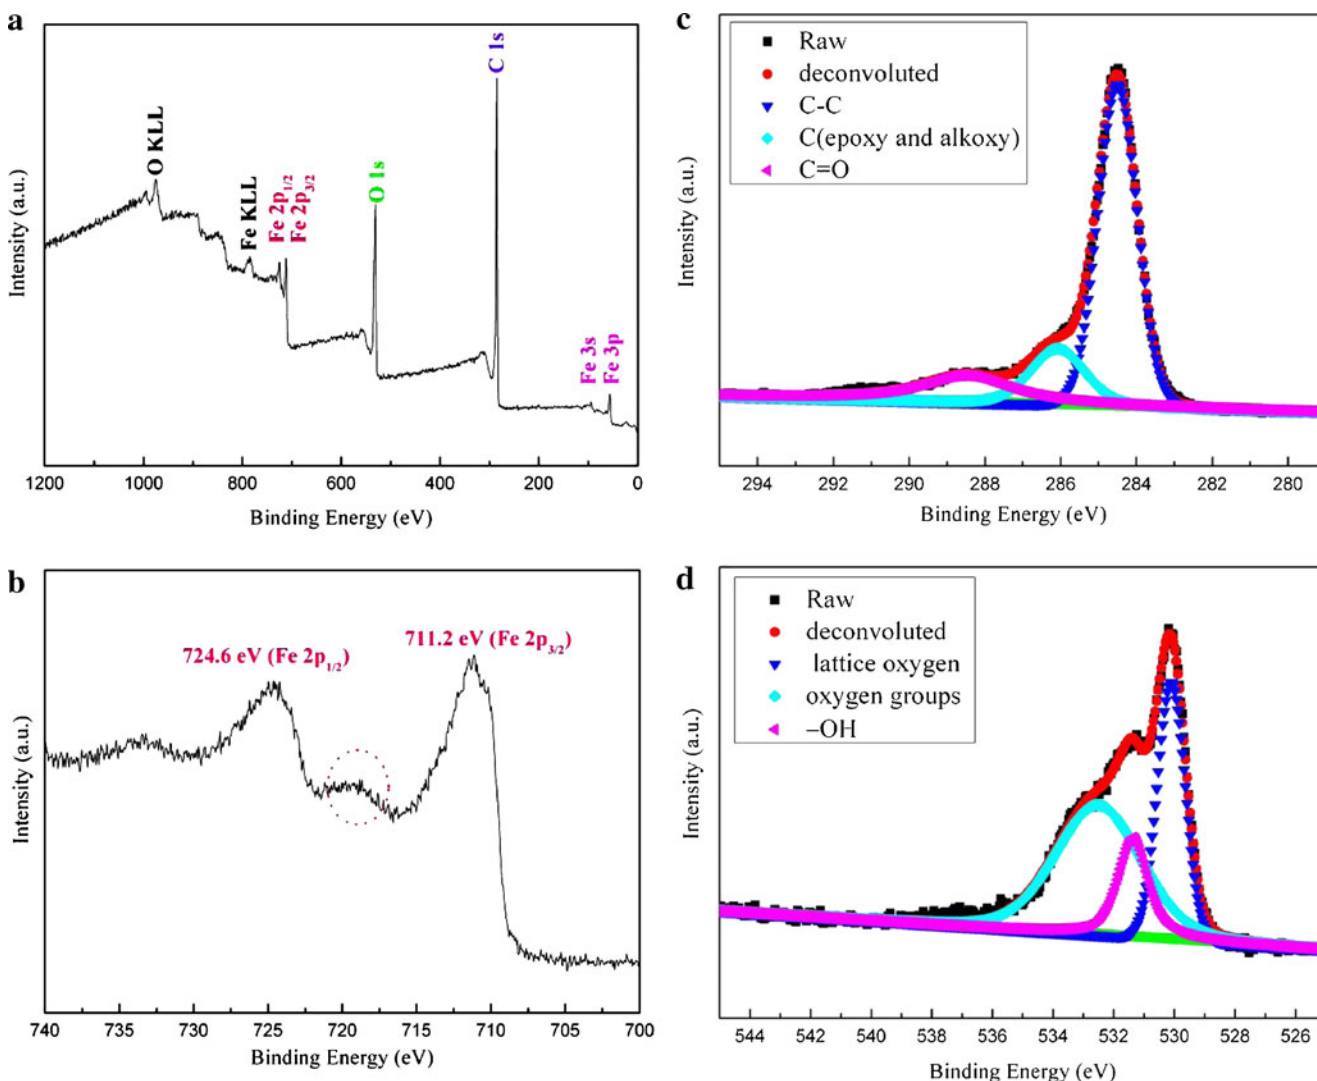 a
O KLL
Fe KLL
Fe 2p1/2
Fe 2p3/2
O 1s
C 1s
Fe 3s
Fe 3p
Intensity (a.u.)
1200 1000 800 600 400 200 0
Binding Energy (eV)
c
Raw
deconvoluted
C-C
C(epoxy and alkoxy)
C=O
Intensity (a.u.)
294 292 290 288 286 284 282 280
Binding Energy (eV)
b
724.6 eV (Fe 2p1/2)
711.2 eV (Fe 2p3/2)
Intensity (a.u.)
740 735 730 725 720 715 710 705 700
Binding Energy (eV)
d
Raw
deconvoluted
lattice oxygen
oxygen groups
–OH
Intensity (a.u.)
544 542 540 538 536 534 532 530 528 526
Binding Energy (eV)